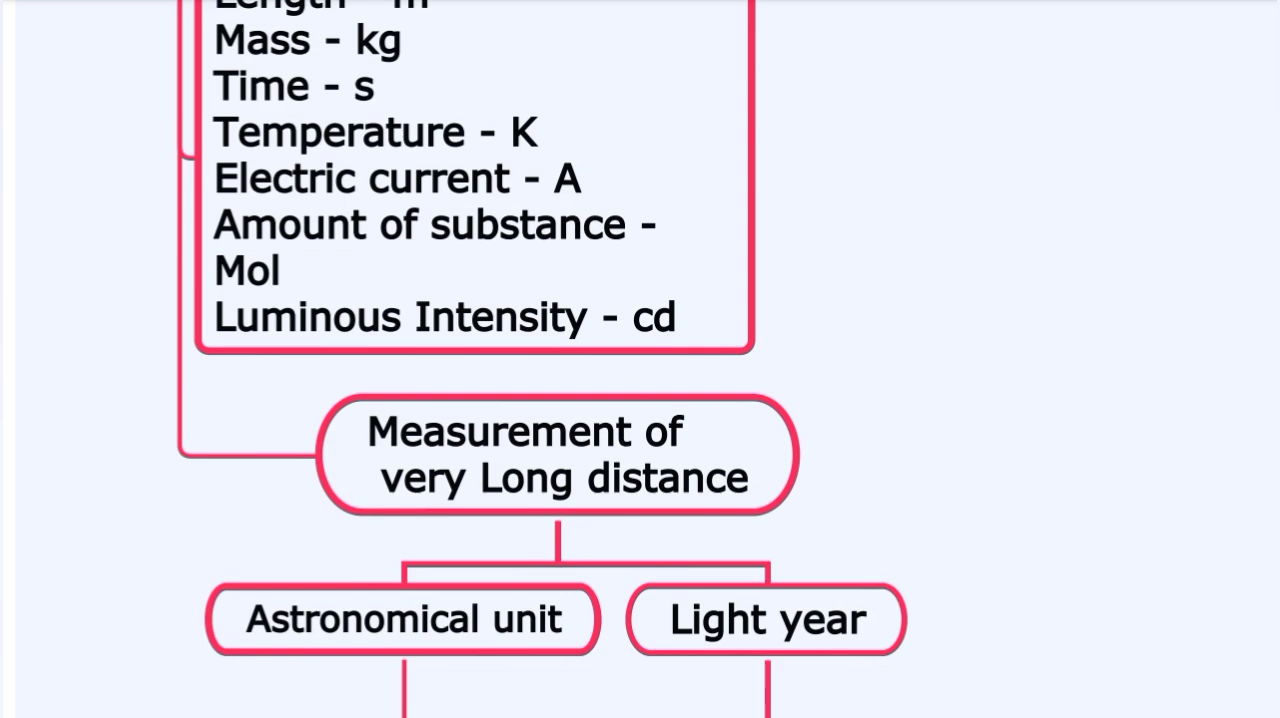 Length - m
Mass - kg
Time - s
Temperature - K
Electric current - A
Amount of substance -
Mol
Luminous Intensity - cd
Measurement of
very Long distance
Astronomical unit
Light year